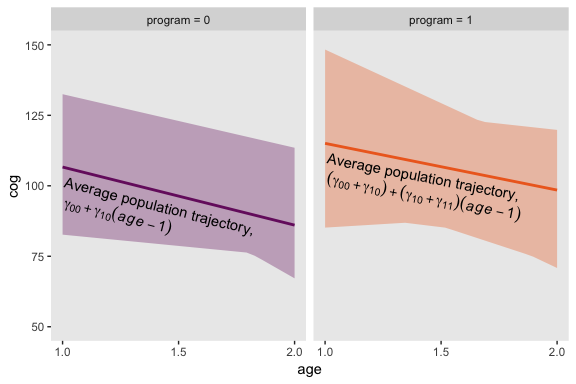 program = 0
program = 1
cog
150
125
100
75
50
Average population trajectory,
γ₀₀ + γ₁₀(age − 1)
Average population trajectory,
(γ₀₀ + γ₁₀) + (γ₁₀ + γ₁₁)(age − 1)
1.0
1.5
2.0
1.0
1.5
2.0
age